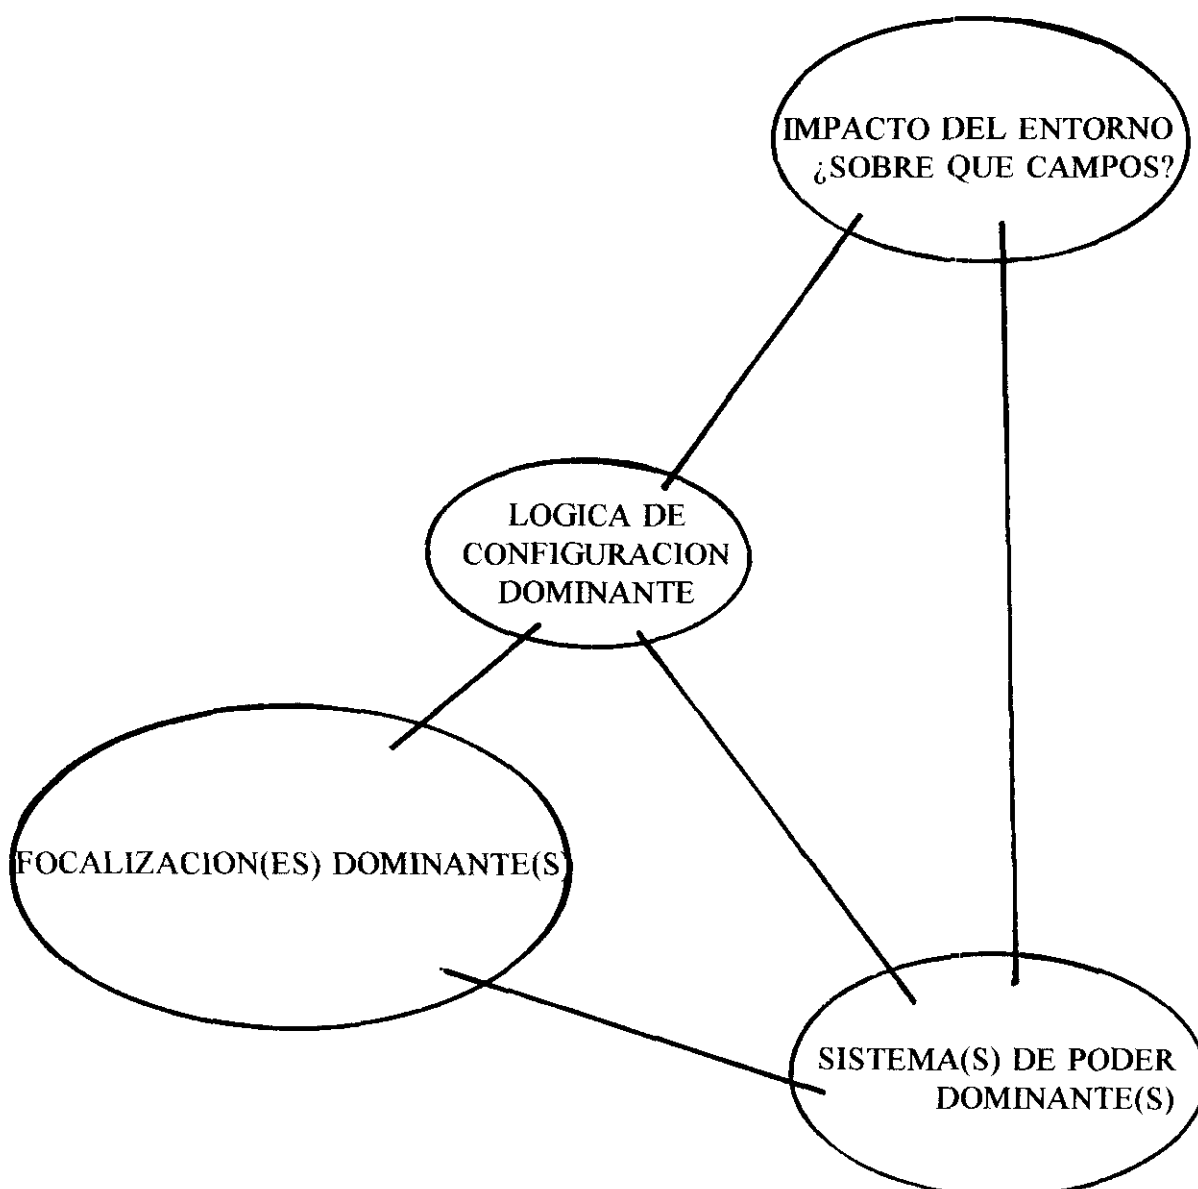 IMPACTO DEL ENTORNO
¿SOBRE QUE CAMPOS?
LOGICA DE
CONFIGURACION
DOMINANTE
FOCALIZACION(ES) DOMINANTE(S)
SISTEMA(S) DE PODER
DOMINANTE(S)